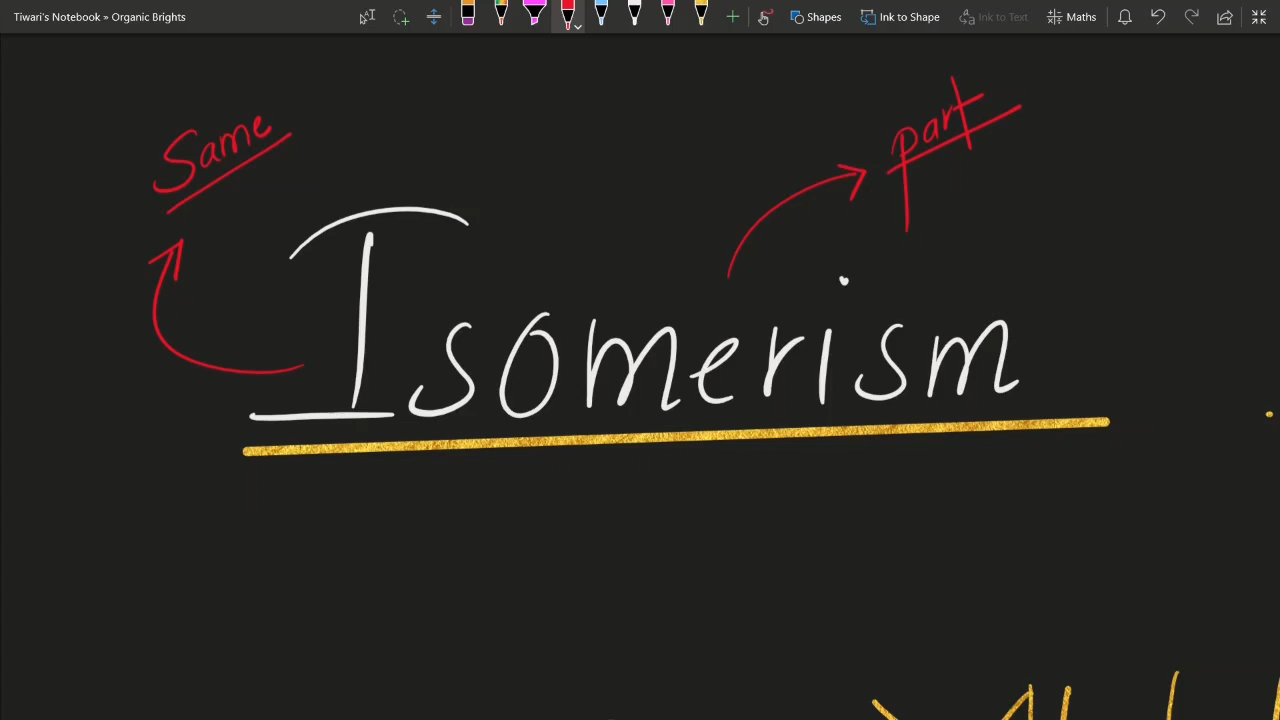 Tiwari's Notebook » Organic Brights
Shapes Ink to Shape Ink to Text Maths
Same
part
Isomerism